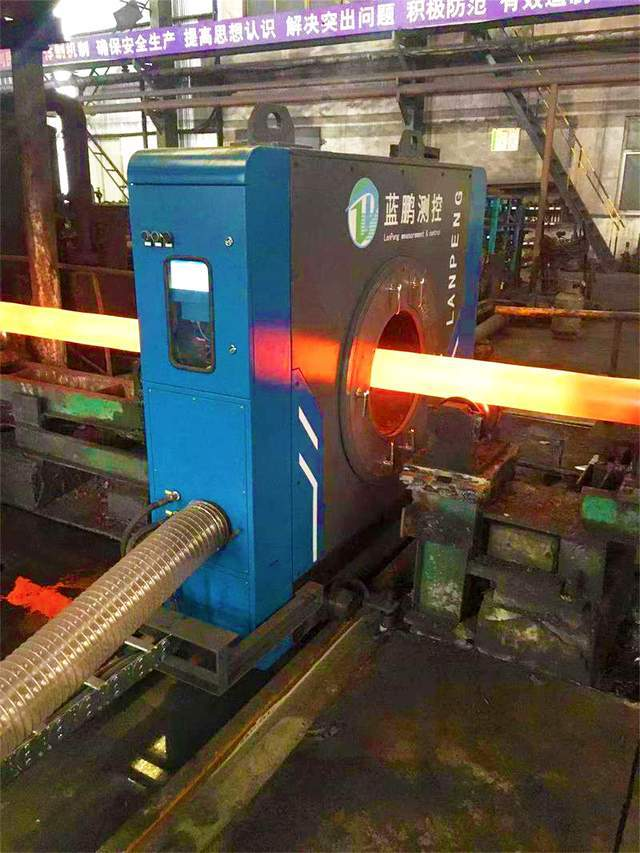 确保安全生产 提高思想认识 解决突出问题 积极防范
蓝鹏测控
LanPeng measurement & control
LANPENG